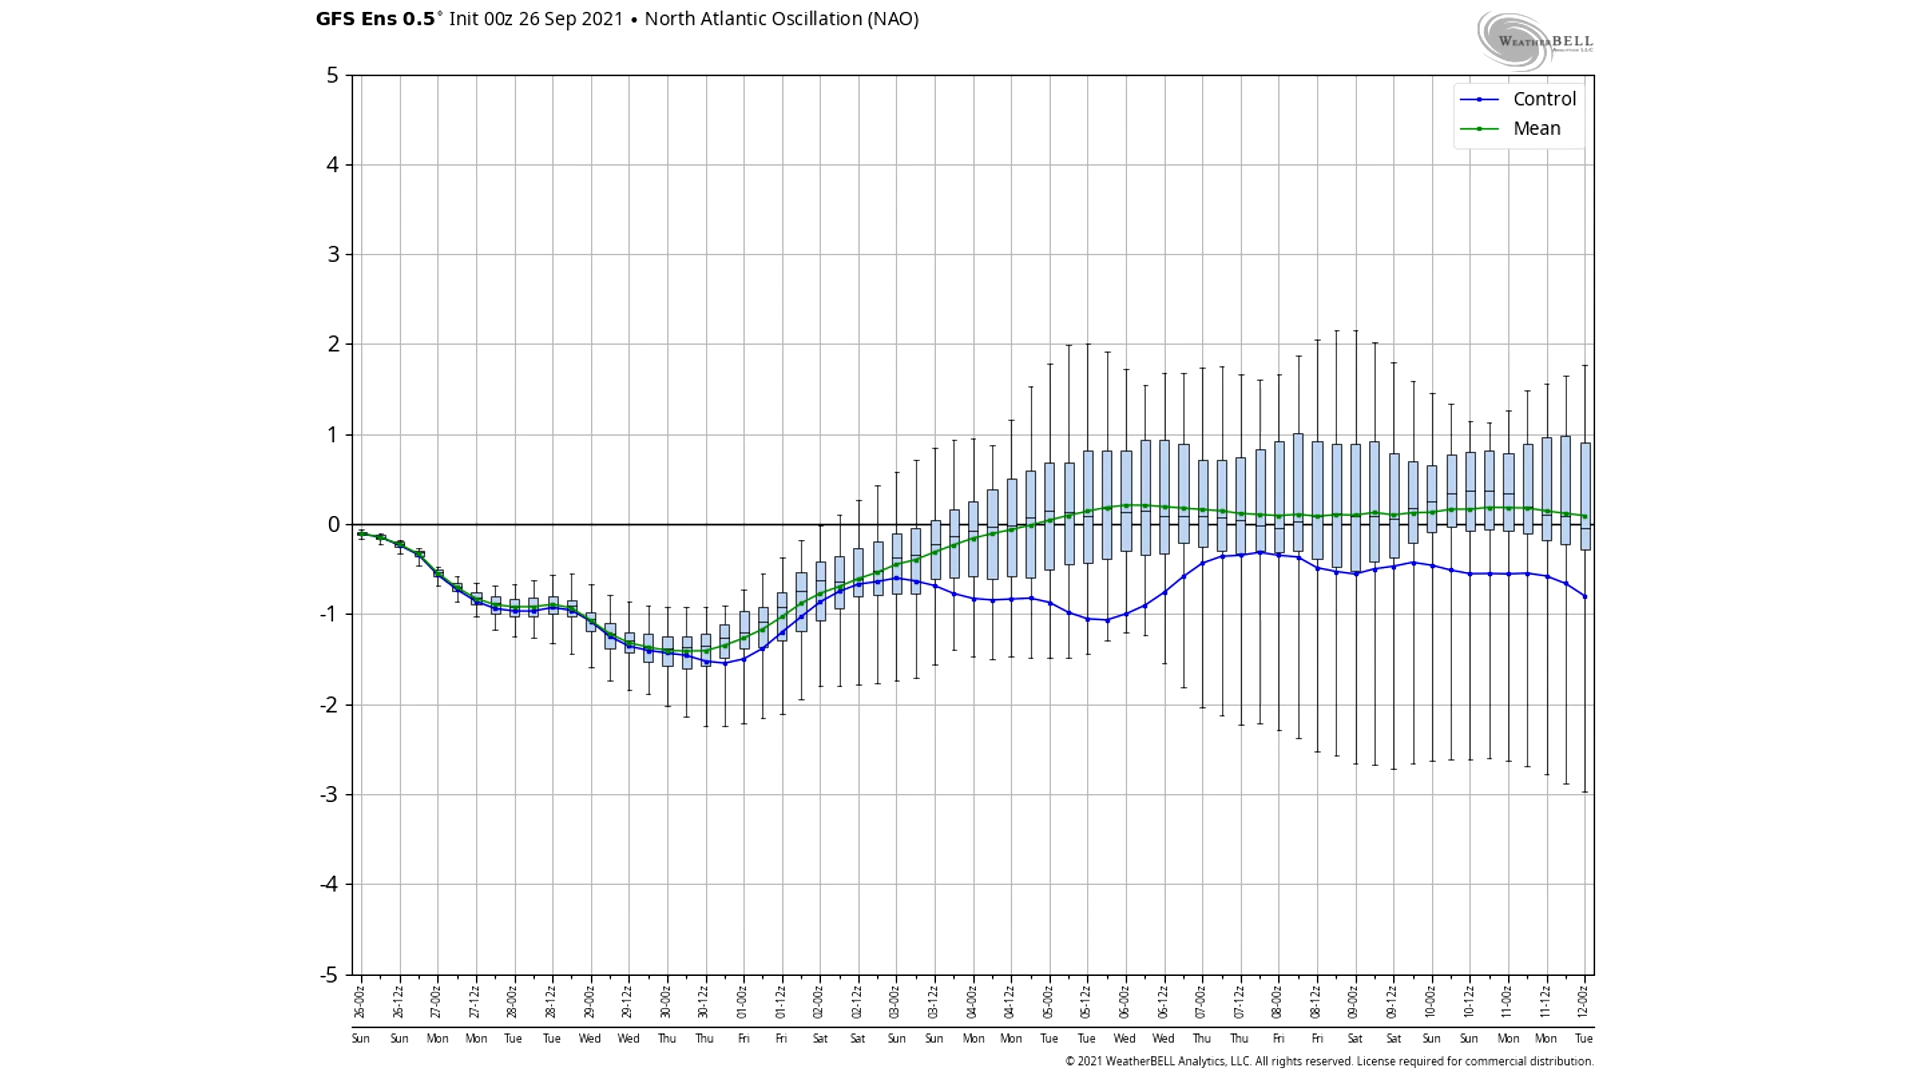 GFS Ens 0.5° Init 00z 26 Sep 2021 • North Atlantic Oscillation (NAO)
WEATHERBELL
ANALYTICS LLC
5
Control
Mean
4
3
2
1
0
-1
-2
-3
-4
-5
26-00z 26-12z 27-00z 27-12z 28-00z 28-12z 29-00z 29-12z 30-00z 30-12z 01-00z 01-12z 02-00z 02-12z 03-00z 03-12z 04-00z 04-12z 05-00z 05-12z 06-00z 06-12z 07-00z 07-12z 08-00z 08-12z 09-00z 09-12z 10-00z 10-12z 11-00z 11-12z 12-00z
Sun Sun Mon Mon Tue Tue Wed Wed Thu Thu Fri Fri Sat Sat Sun Sun Mon Mon Tue Tue Wed Wed Thu Thu Fri Fri Sat Sat Sun Sun Mon Mon Tue
© 2021 WeatherBELL Analytics, LLC. All rights reserved. License required for commercial distribution.